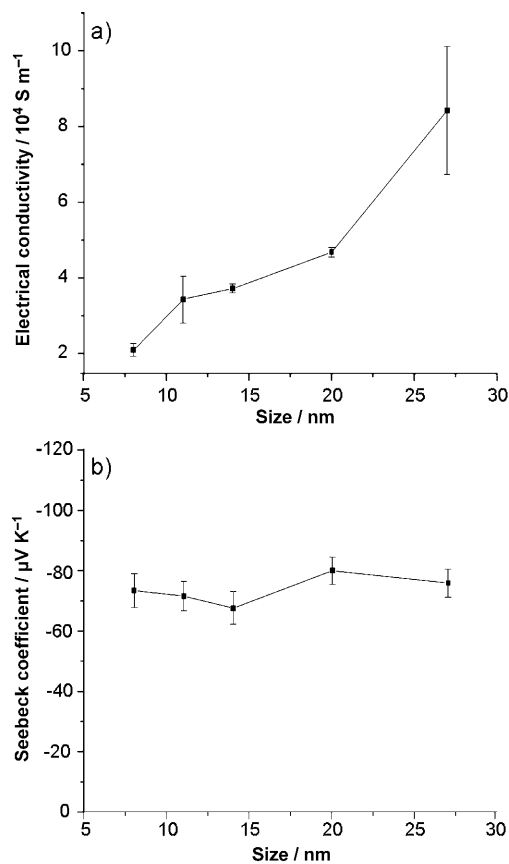 a)
Electrical conductivity / 10⁴ S m⁻¹
10
8
6
4
2
5 10 15 20 25 30
Size / nm
b)
Seebeck coefficient / µV K⁻¹
-120
-100
-80
-60
-40
-20
0
5 10 15 20 25 30
Size / nm